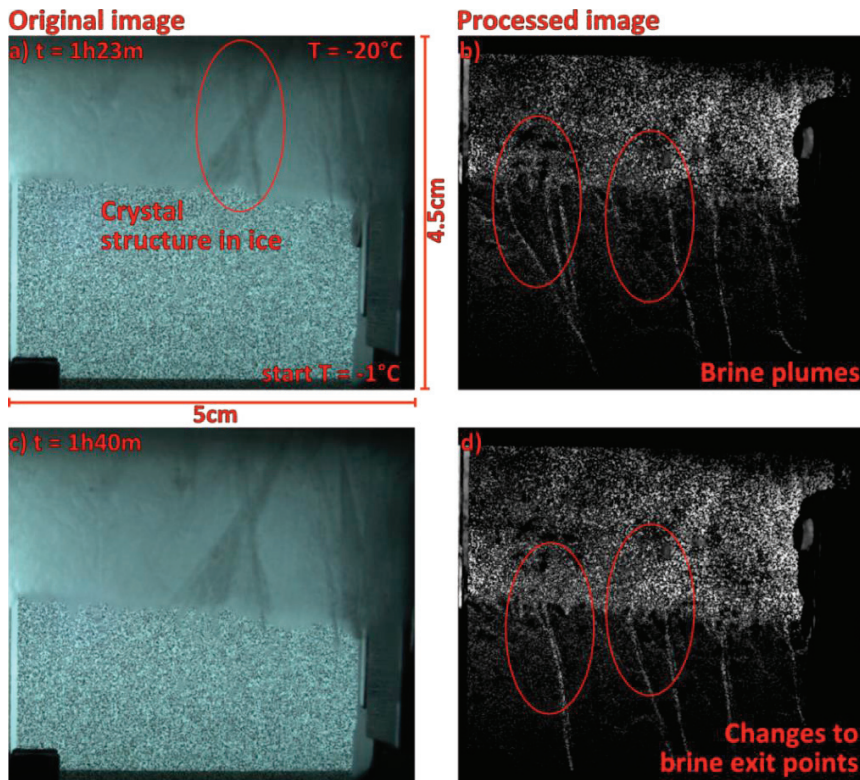 Original image
Processed image
a) t = 1h23m
T = -20°C
b)
Crystal
structure in ice
4.5cm
start T = -1°C
Brine plumes
5cm
c) t = 1h40m
d)
Changes to
brine exit points